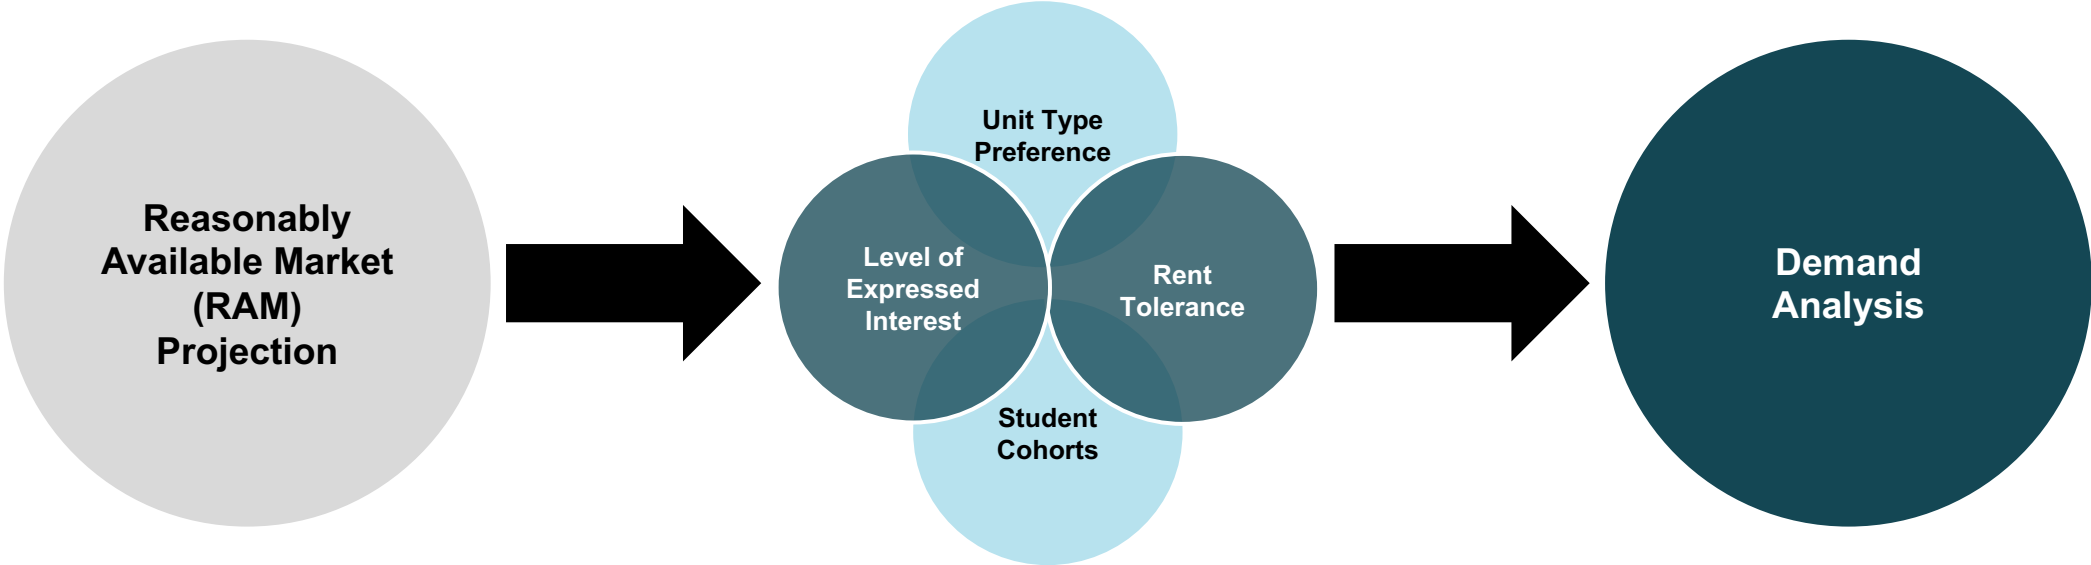 Reasonably
Available Market
(RAM)
Projection
Unit Type
Preference
Level of
Expressed
Interest
Rent
Tolerance
Student
Cohorts
Demand
Analysis